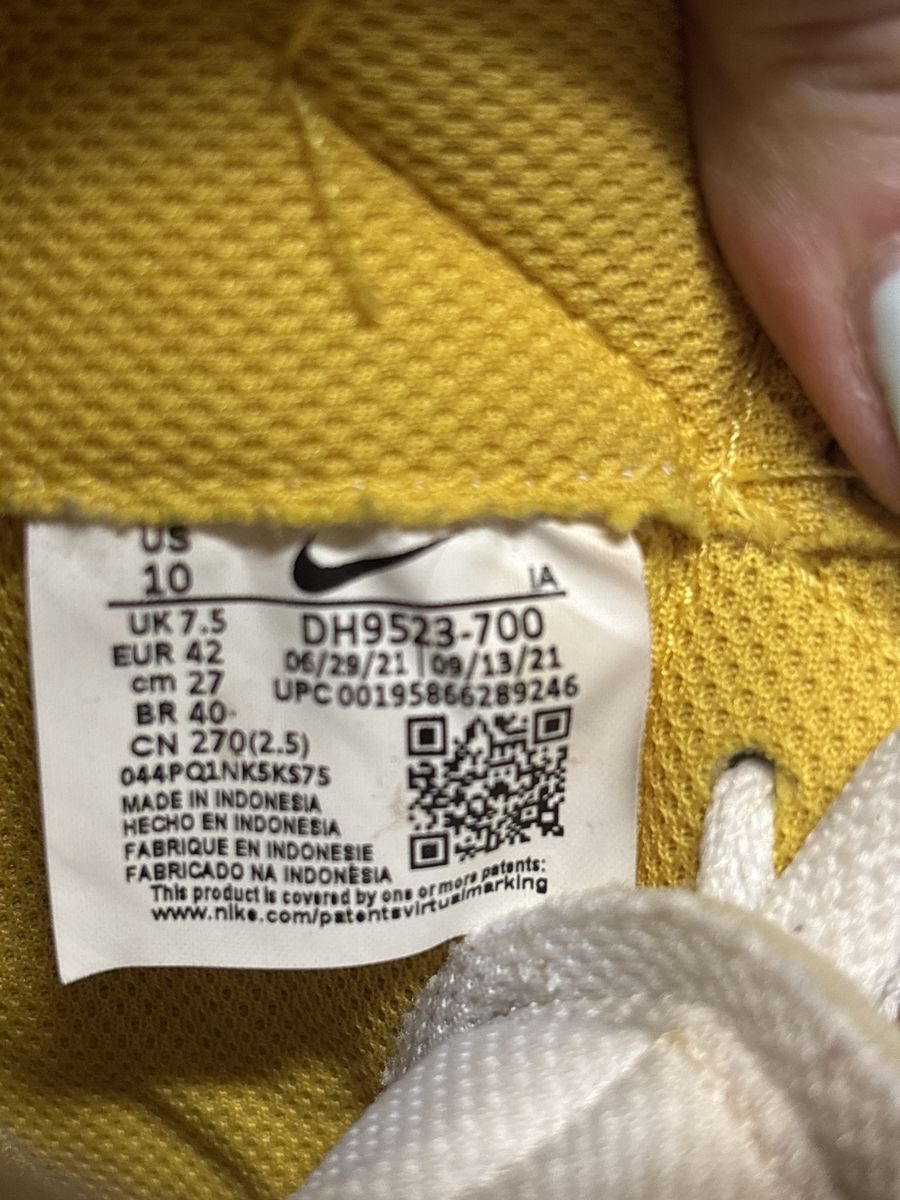 US
10
IA
UK 7.5
DH9523-700
EUR 42
06/29/21 09/13/21
cm 27
UPC 00195866289246
BR 40
CN 270(2.5)
044PQ1NK5KS75
MADE IN INDONESIA
HECHO EN INDONESIA
FABRIQUE EN INDONESIE
FABRICADO NA INDONÉSIA
This product is covered by one or more patents:
www.nike.com/patentsvirtualmarking